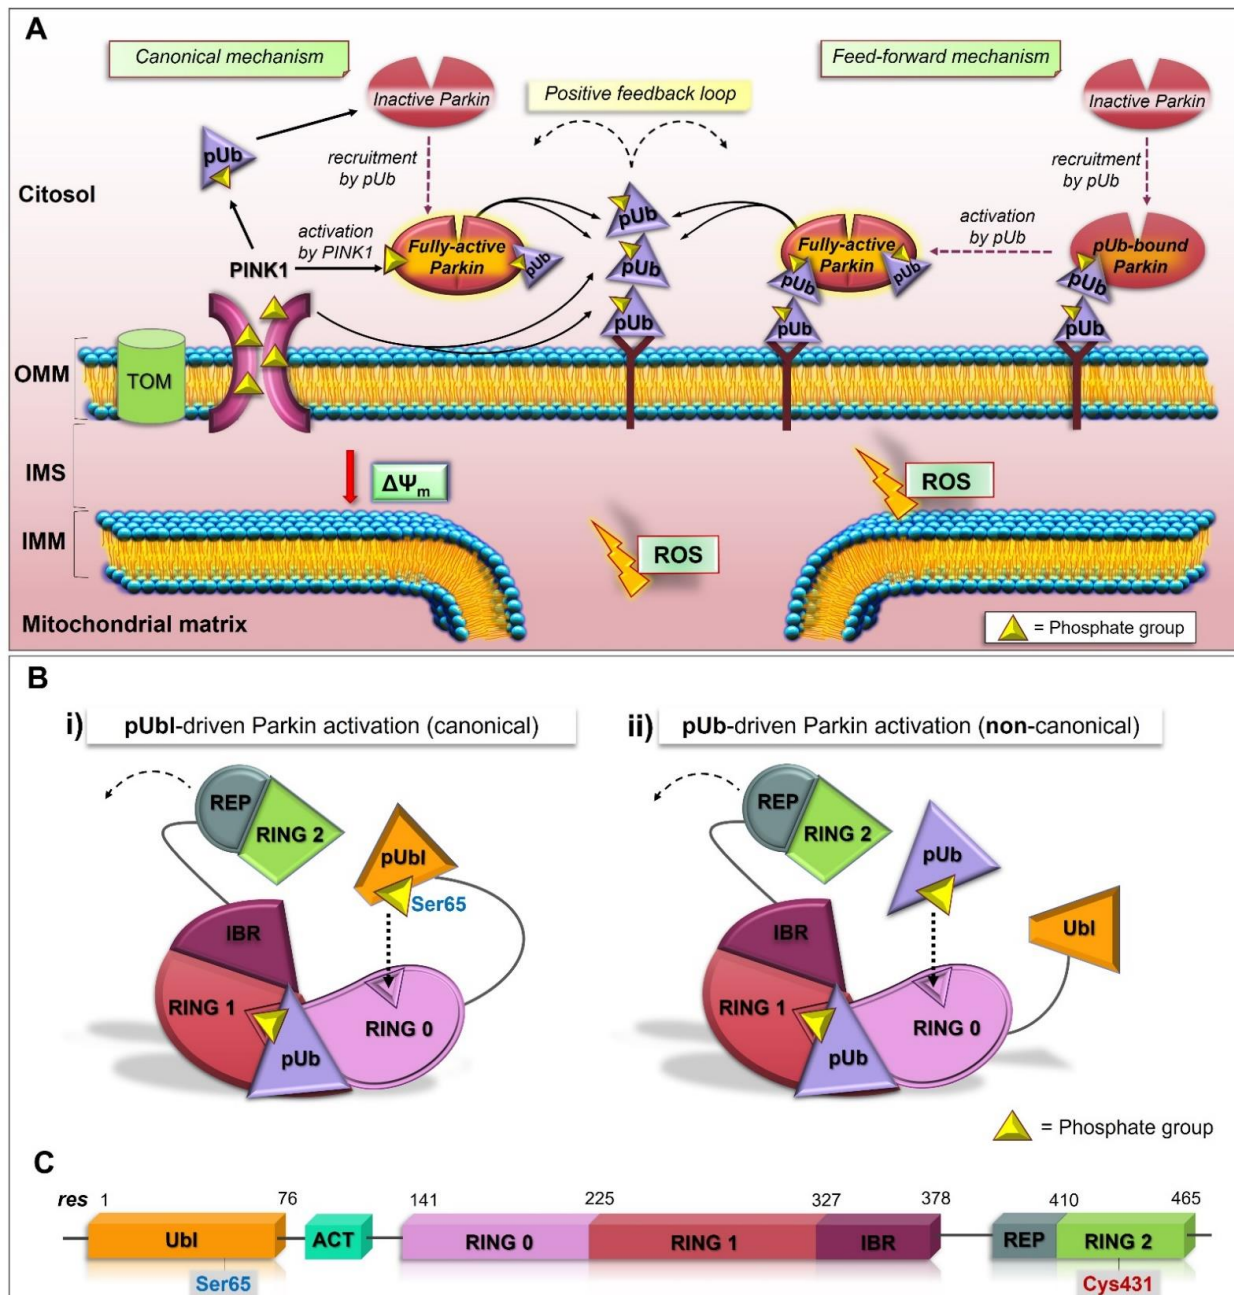 A
Canonical mechanism
Feed-forward mechanism
Inactive Parkin
Positive feedback loop
Inactive Parkin
pUb
recruitment
by pUb
recruitment
by pUb
Citosol
pUb
activation
by PINK1
Fully-active
Parkin
pUb
pUb
Fully-active
Parkin
pUb
activation
by pUb
pUb-bound
Parkin
PINK1
pUb
pUb
pUb
pUb
pUb
pUb
OMM
TOM
IMS
ΔΨm
ROS
IMM
ROS
Mitochondrial matrix
= Phosphate group
B
i)
pUbl-driven Parkin activation (canonical)
ii)
pUb-driven Parkin activation (non-canonical)
REP
RING 2
pUbl
Ser65
IBR
RING 1
RING 0
pUb
REP
RING 2
pUb
Ubl
IBR
RING 1
RING 0
pUb
= Phosphate group
C
res 1 76 141 225 327 378 410 465
Ubl ACT RING 0 RING 1 IBR REP RING 2
Ser65 Cys431